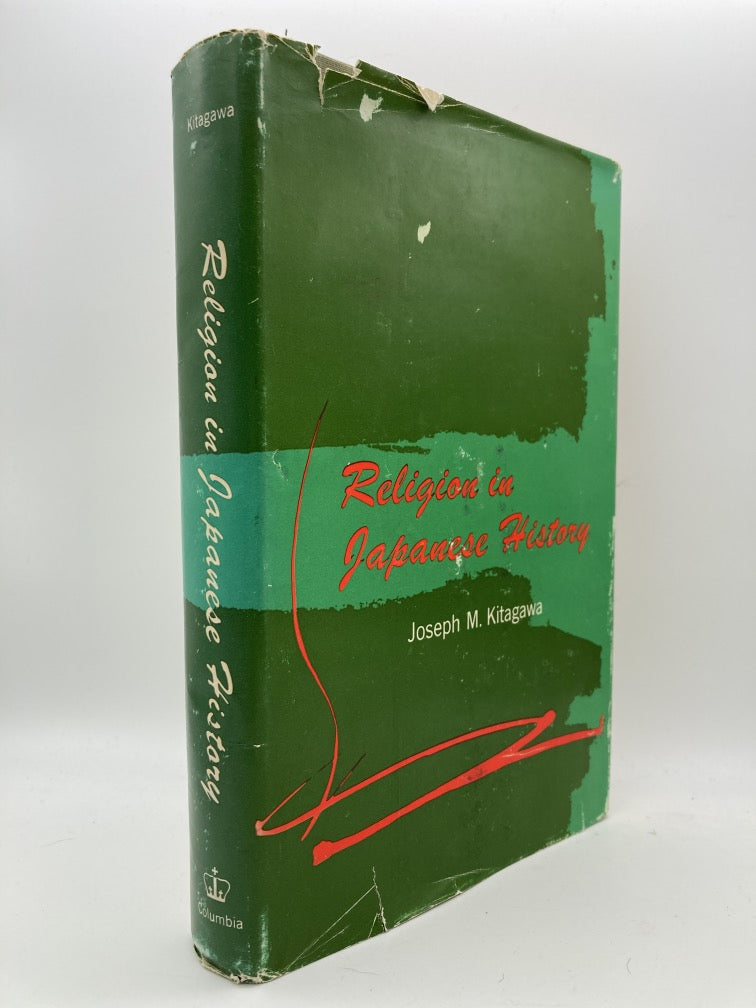 Kitagawa
Religion in Japanese History
Columbia
Religion in
Japanese History
Joseph M. Kitagawa